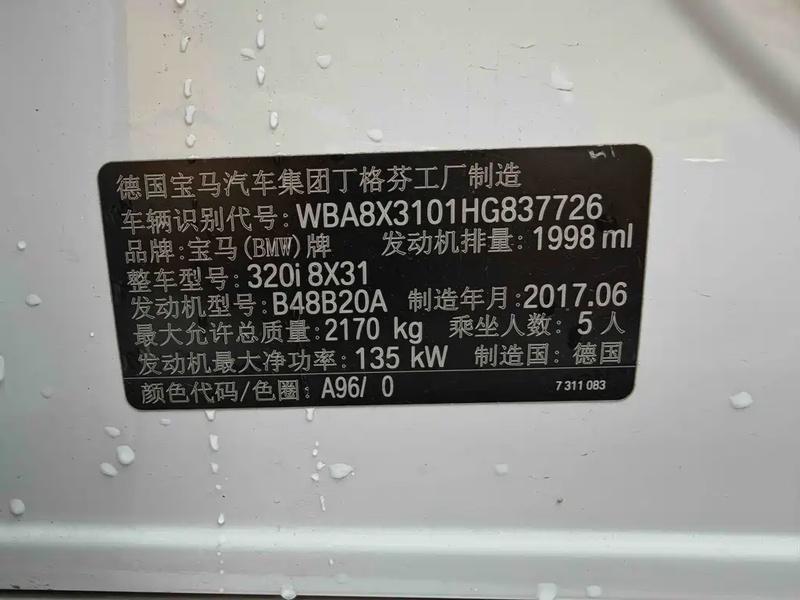 德国宝马汽车集团丁格芬工厂制造
车辆识别代号: WBA8X3101HG837726
品牌: 宝马(BMW)牌 发动机排量: 1998 ml
整车型号: 320i 8X31
发动机型号: B48B20A 制造年月: 2017.06
最大允许总质量: 2170 kg 乘坐人数: 5 人
发动机最大净功率: 135 kW 制造国: 德国
颜色代码/色圈: A96/ 0 7 311 083